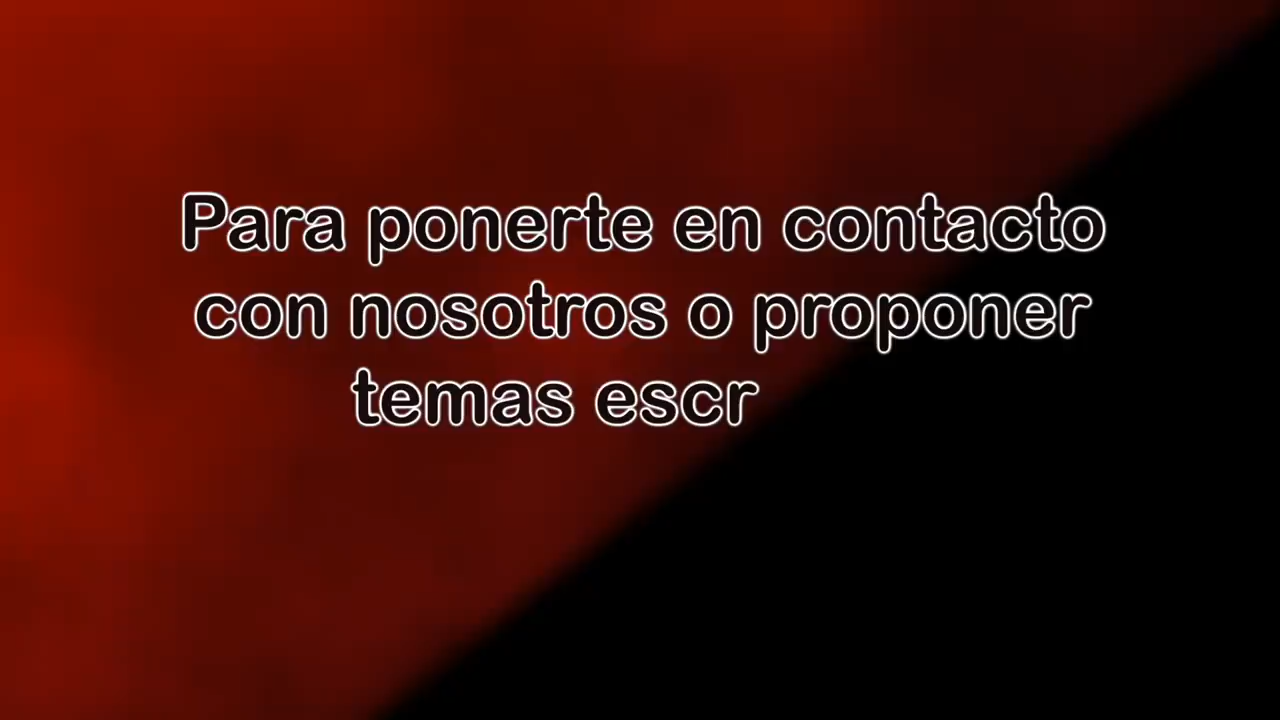 Para ponerte en contacto
con nosotros o proponer
temas escr